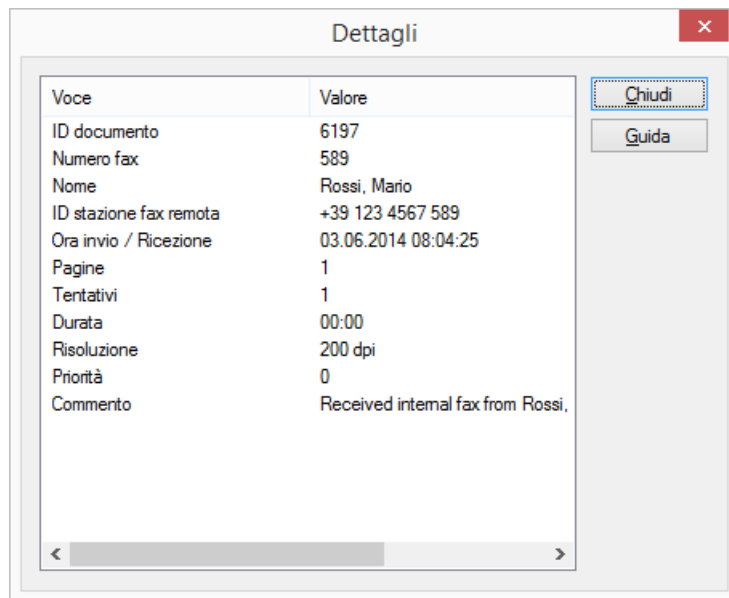 Dettagli
Voce Valore
ID documento 6197
Numero fax 589
Nome Rossi, Mario
ID stazione fax remota +39 123 4567 589
Ora invio / Ricezione 03.06.2014 08:04:25
Pagine 1
Tentativi 1
Durata 00:00
Risoluzione 200 dpi
Priorità 0
Commento Received internal fax from Rossi,
Chiudi
Guida